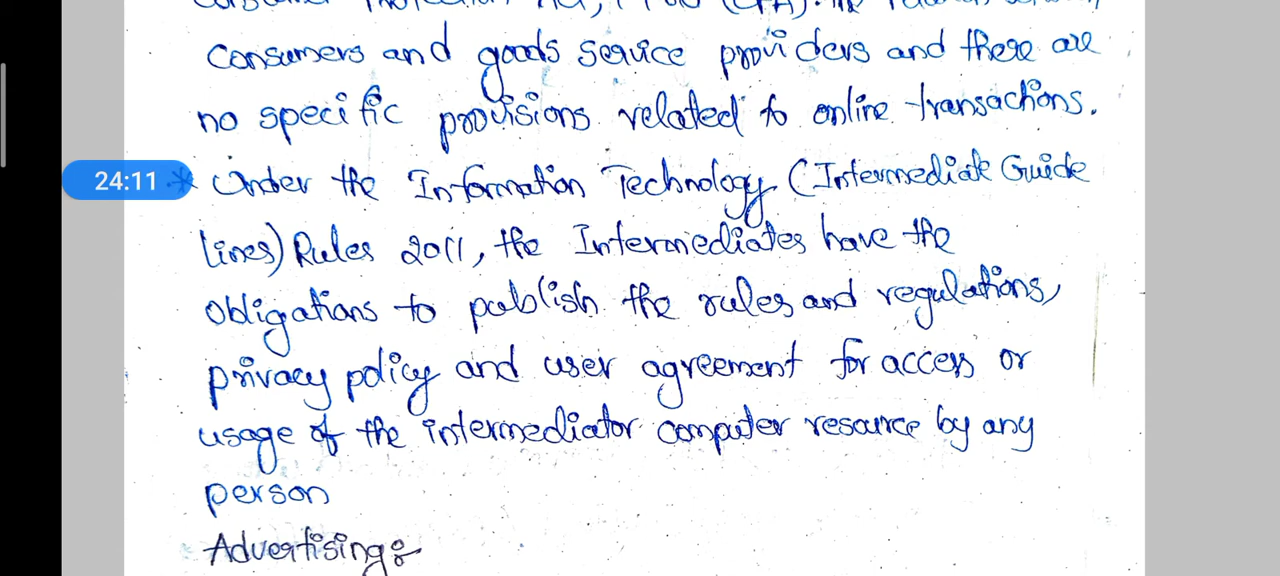 (CPA).
Consumers and goods service providers and there are
no specific provisions related to online transactions.
24:11 * Under the Information Technology (Intermediate Guide
lines) Rules 2011, the Intermediates have the
obligations to publish the rules and regulations,
privacy policy and user agreement for access or
usage of the intermediator computer resource by any
person
Advertising:-